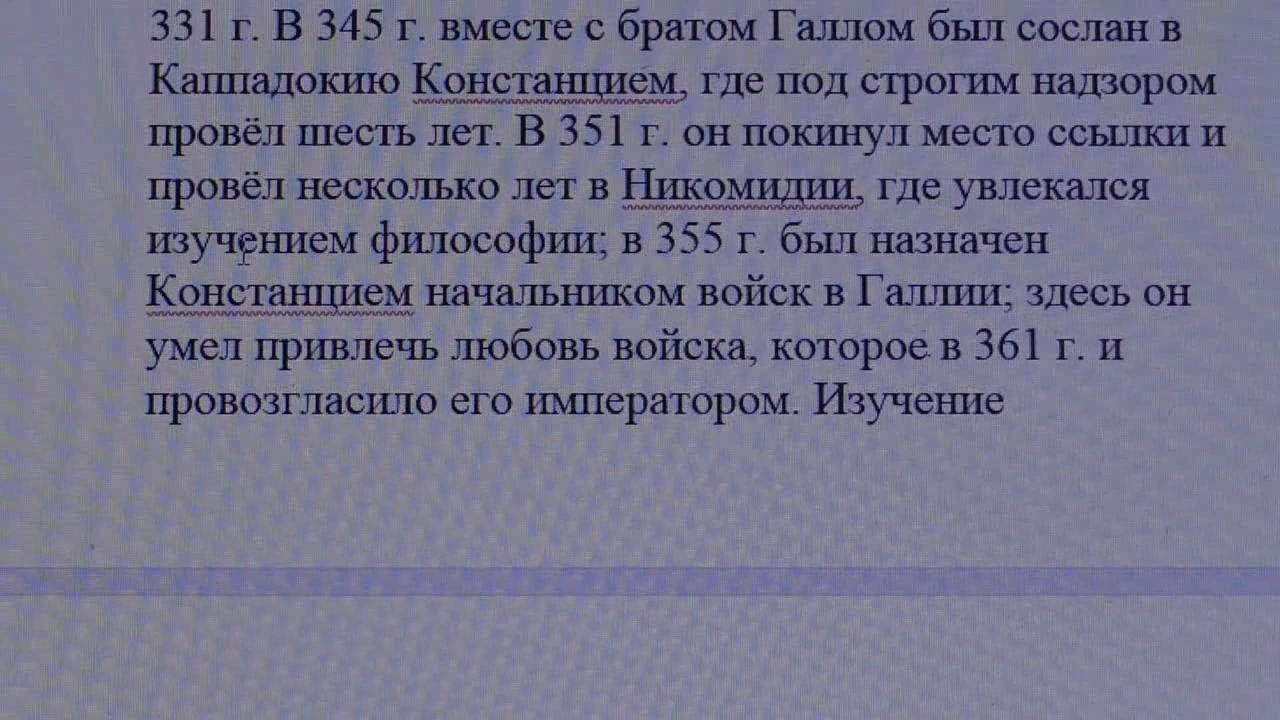 331 г. В 345 г. вместе с братом Галлом был сослан в
Каппадокию Константием, где под строгим надзором
провёл шесть лет. В 351 г. он покинул место ссылки и
провёл несколько лет в Никомидии, где увлекался
изучением философии; в 355 г. был назначен
Константием начальником войск в Галлии; здесь он
умел привлечь любовь войска, которое в 361 г. и
провозгласило его императором. Изучение